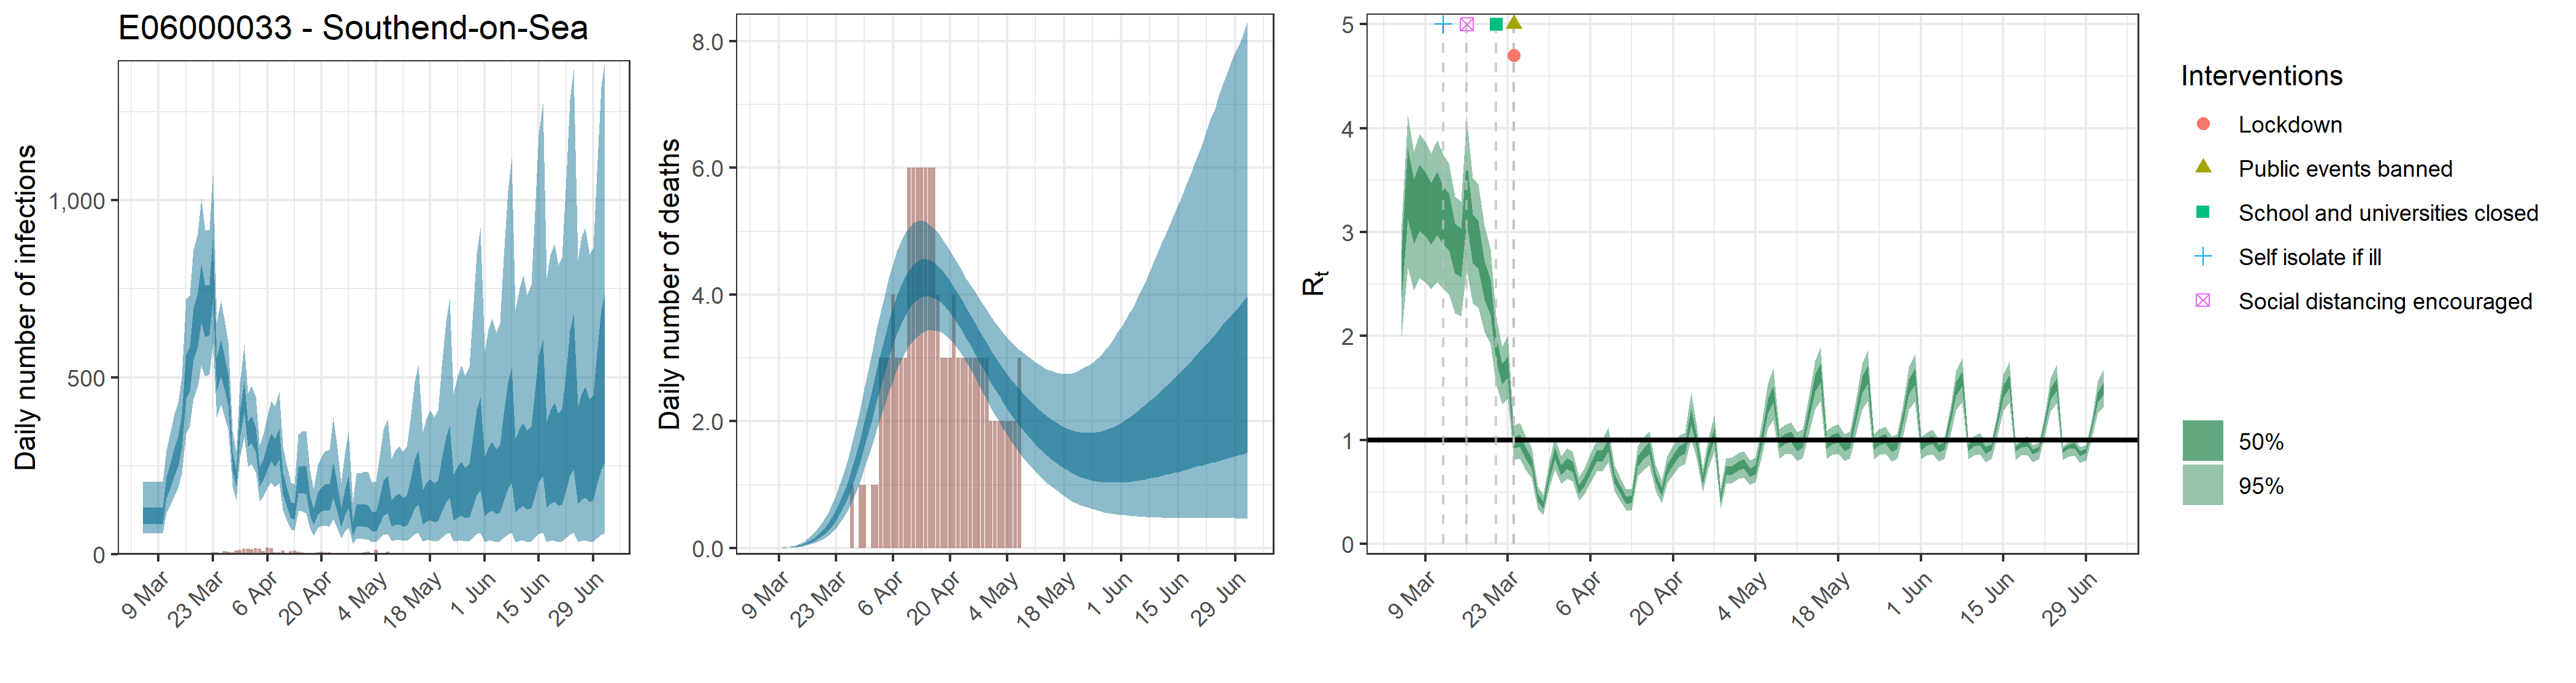 E06000033 - Southend-on-Sea
Daily number of infections
1,000
500
0
9 Mar
23 Mar
6 Apr
20 Apr
4 May
18 May
1 Jun
15 Jun
29 Jun
Daily number of deaths
8.0
6.0
4.0
2.0
0.0
9 Mar
23 Mar
6 Apr
20 Apr
4 May
18 May
1 Jun
15 Jun
29 Jun
Rt
5
4
3
2
1
0
9 Mar
23 Mar
6 Apr
20 Apr
4 May
18 May
1 Jun
15 Jun
29 Jun
Interventions
Lockdown
Public events banned
School and universities closed
Self isolate if ill
Social distancing encouraged
50%
95%